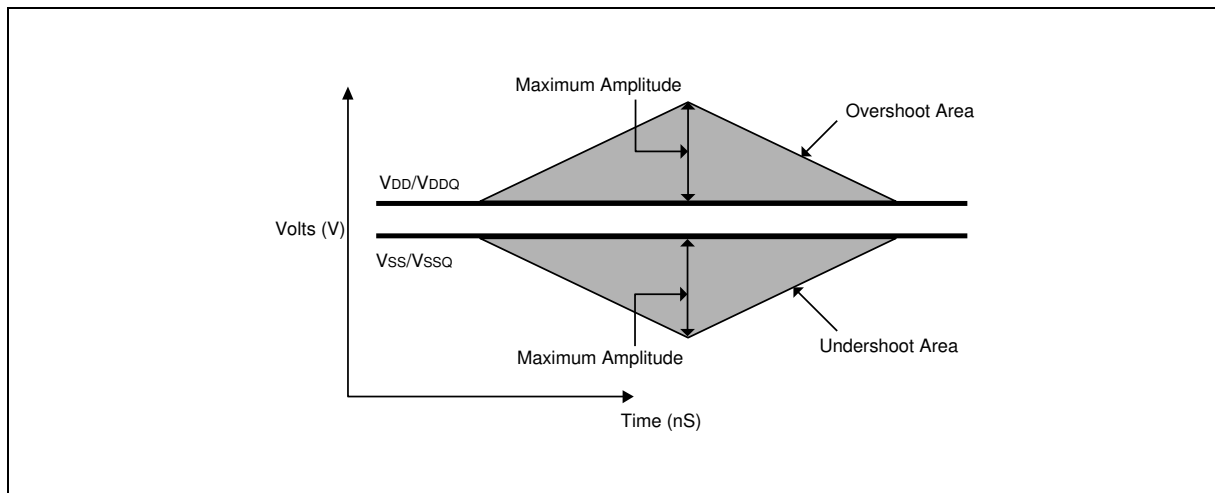 Maximum Amplitude
Overshoot Area
VDD/VDDQ
Volts (V)
VSS/VSSQ
Undershoot Area
Maximum Amplitude
Time (nS)